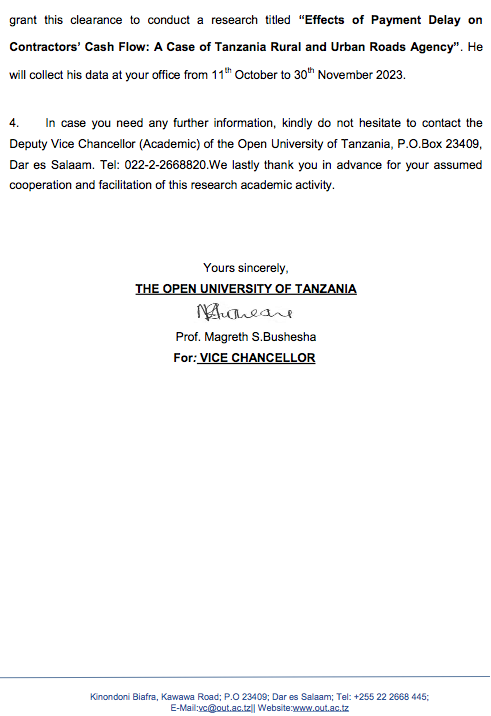 grant this clearance to conduct a research titled “Effects of Payment Delay on
Contractors’ Cash Flow: A Case of Tanzania Rural and Urban Roads Agency”. He
will collect his data at your office from 11th October to 30th November 2023.
4. In case you need any further information, kindly do not hesitate to contact the
Deputy Vice Chancellor (Academic) of the Open University of Tanzania, P.O.Box 23409,
Dar es Salaam. Tel: 022-2-2668820.We lastly thank you in advance for your assumed
cooperation and facilitation of this research academic activity.
Yours sincerely,
THE OPEN UNIVERSITY OF TANZANIA
Prof. Magreth S.Bushesha
For: VICE CHANCELLOR
Kinondoni Biafra, Kawawa Road; P.O 23409; Dar es Salaam; Tel: +255 22 2668 445;
E-Mail:vc@out.ac.tz|| Website:www.out.ac.tz